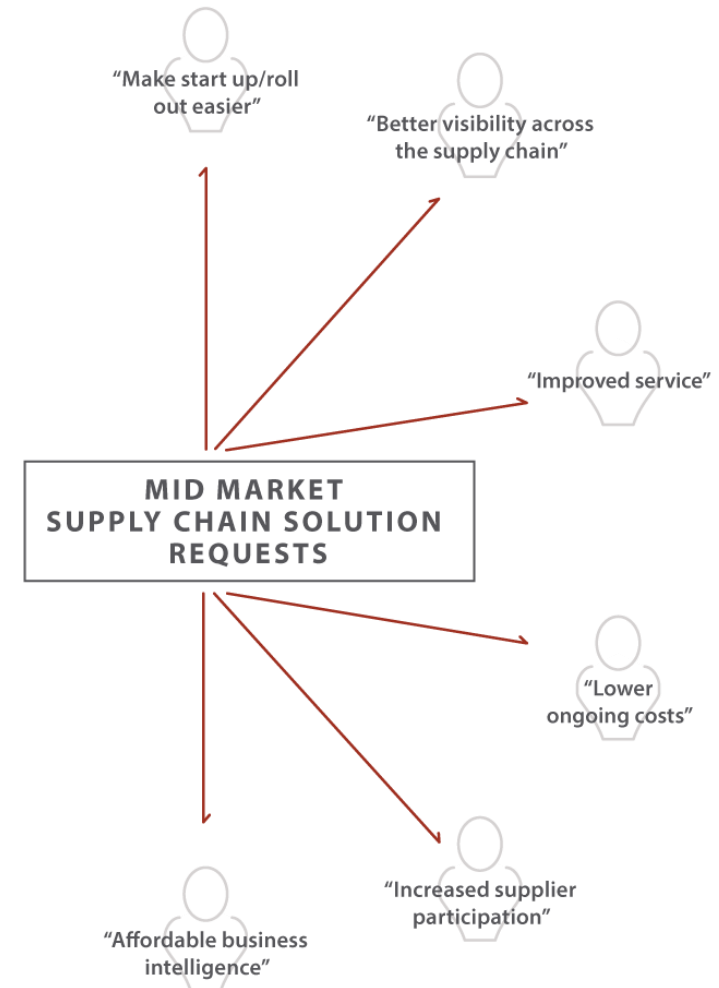 “Make start up/roll
out easier”
“Better visibility across
the supply chain”
“Improved service”
MID MARKET
SUPPLY CHAIN SOLUTION
REQUESTS
“Lower
ongoing costs”
“Increased supplier
participation”
“Affordable business
intelligence”